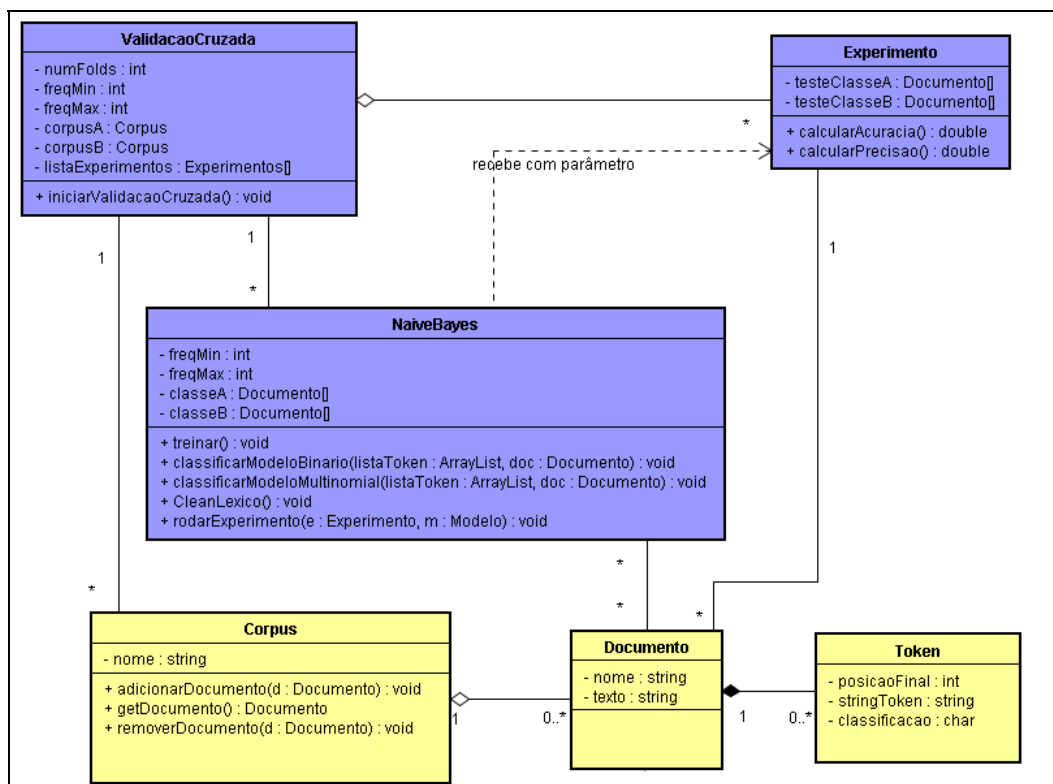 ValidacaoCruzada
- numFolds : int
- freqMin : int
- freqMax : int
- corpusA : Corpus
- corpusB : Corpus
- listaExperimentos : Experimentos[]
+ iniciarValidacaoCruzada() : void
Experimento
- testeClasseA : Documento[]
- testeClasseB : Documento[]
+ calcularAcuracia() : double
+ calcularPrecisao() : double
*
recebe com parâmetro
1
1
1
*
NaiveBayes
- freqMin : int
- freqMax : int
- classeA : Documento[]
- classeB : Documento[]
+ treinar() : void
+ classificarModeloBinario(listaToken : ArrayList, doc : Documento) : void
+ classificarModeloMultinomial(listaToken : ArrayList, doc : Documento) : void
+ CleanLexico() : void
+ rodarExperimento(e : Experimento, m : Modelo) : void
*
*
*
*
Corpus
- nome : string
+ adicionarDocumento(d : Documento) : void
+ getDocumento() : Documento
+ removerDocumento(d : Documento) : void
1
0..*
Documento
- nome : string
- texto : string
1
0..*
Token
- posicaoFinal : int
- stringToken : string
- classificacao : char